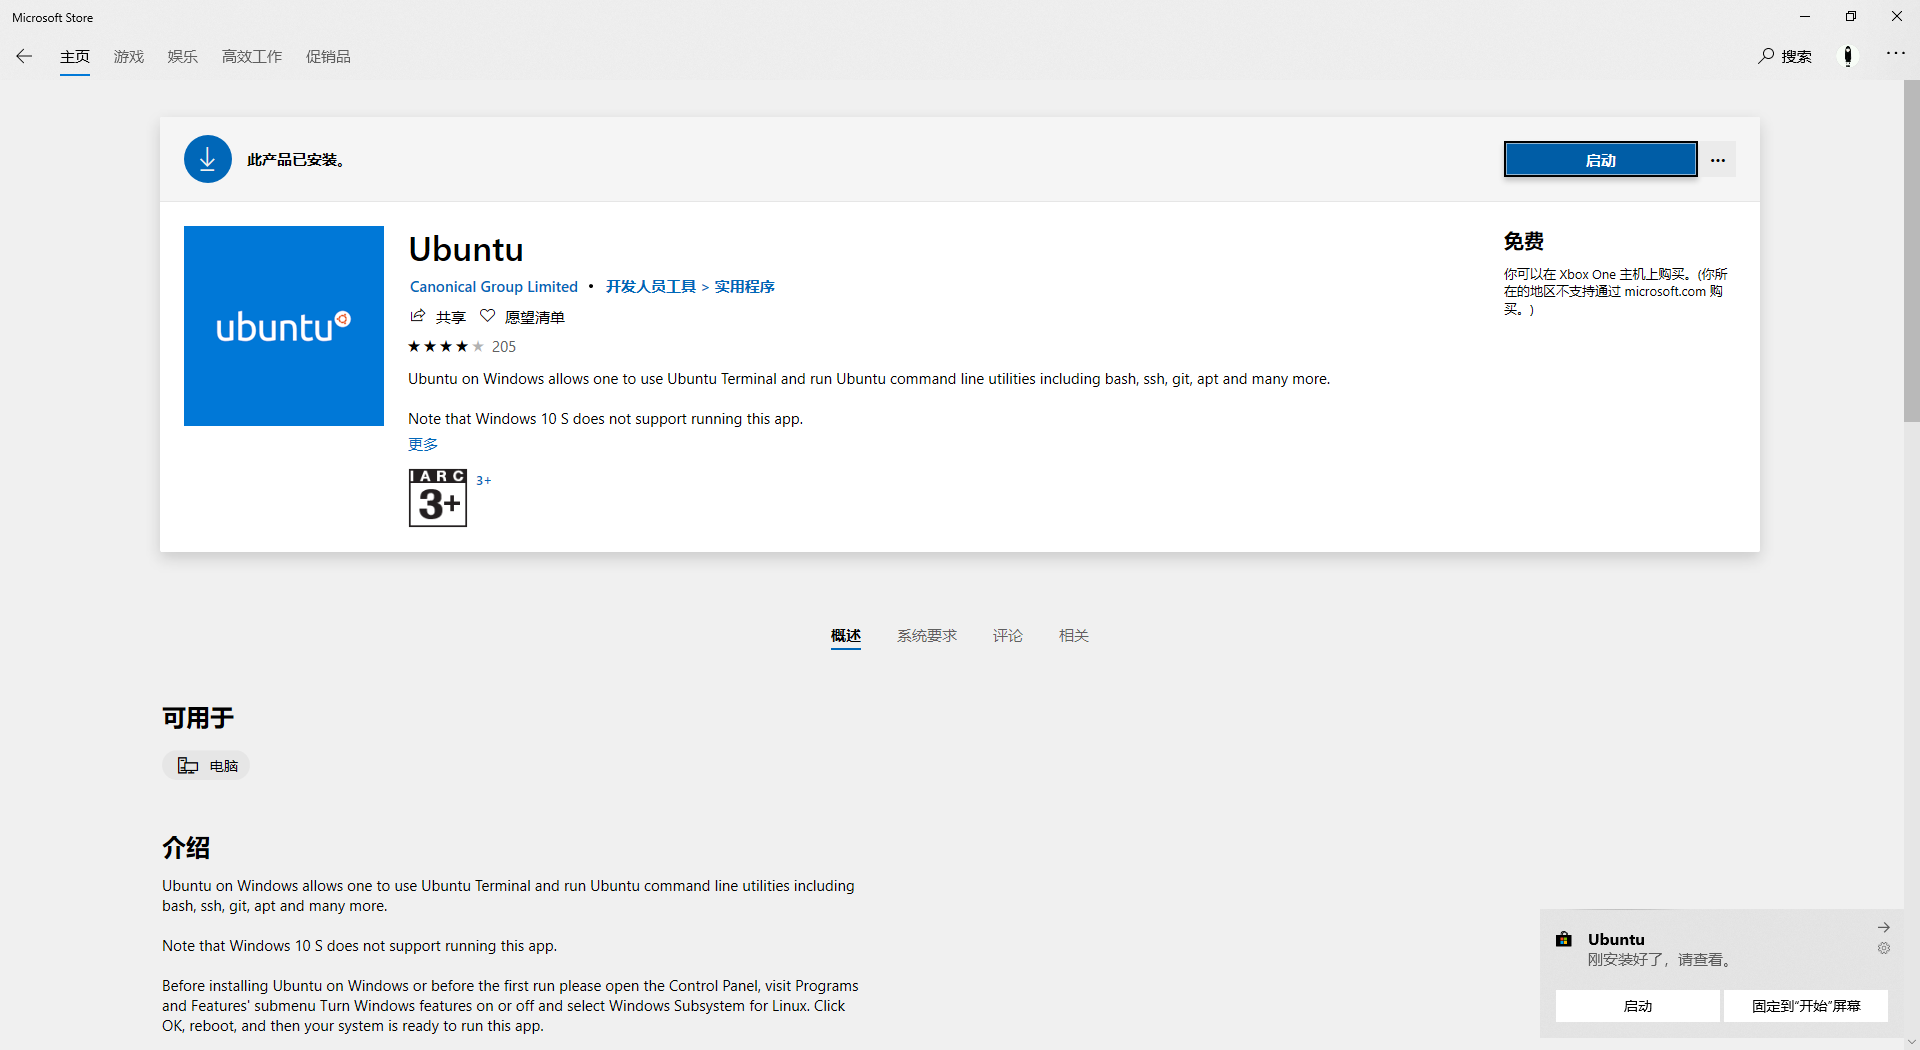 Microsoft Store
主页 游戏 娱乐 高效工作 促销品
搜索
此产品已安装。
启动
ubuntu
Ubuntu
Canonical Group Limited • 开发人员工具 > 实用程序
共享 愿望清单
205
Ubuntu on Windows allows one to use Ubuntu Terminal and run Ubuntu command line utilities including bash, ssh, git, apt and many more.
Note that Windows 10 S does not support running this app.
更多
IARC
3+
3+
免费
你可以在 Xbox One 主机上购买。(你所
在的地区不支持通过 microsoft.com 购
买。)
概述 系统要求 评论 相关
可用于
电脑
介绍
Ubuntu on Windows allows one to use Ubuntu Terminal and run Ubuntu command line utilities including
bash, ssh, git, apt and many more.
Note that Windows 10 S does not support running this app.
Before installing Ubuntu on Windows or before the first run please open the Control Panel, visit Programs
and Features' submenu Turn Windows features on or off and select Windows Subsystem for Linux. Click
OK, reboot, and then your system is ready to run this app.
Ubuntu
刚安装好了，请查看。
启动
固定到"开始"屏幕